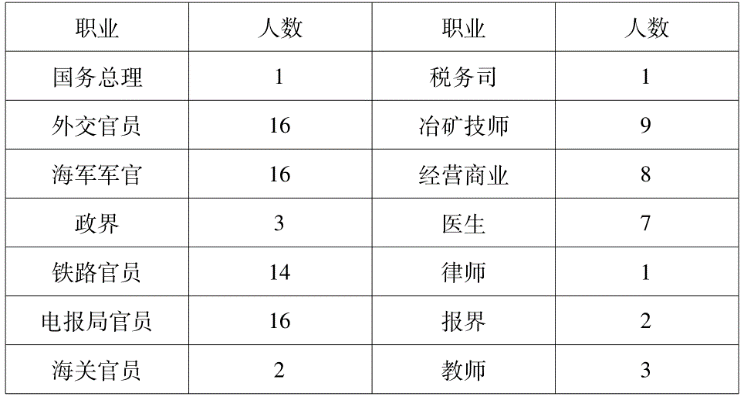 职业 人数 职业 人数
国务总理 1 税务司 1
外交官员 16 冶矿技师 9
海军军官 16 经营商业 8
政界 3 医生 7
铁路官员 14 律师 1
电报局官员 16 报界 2
海关官员 2 教师 3